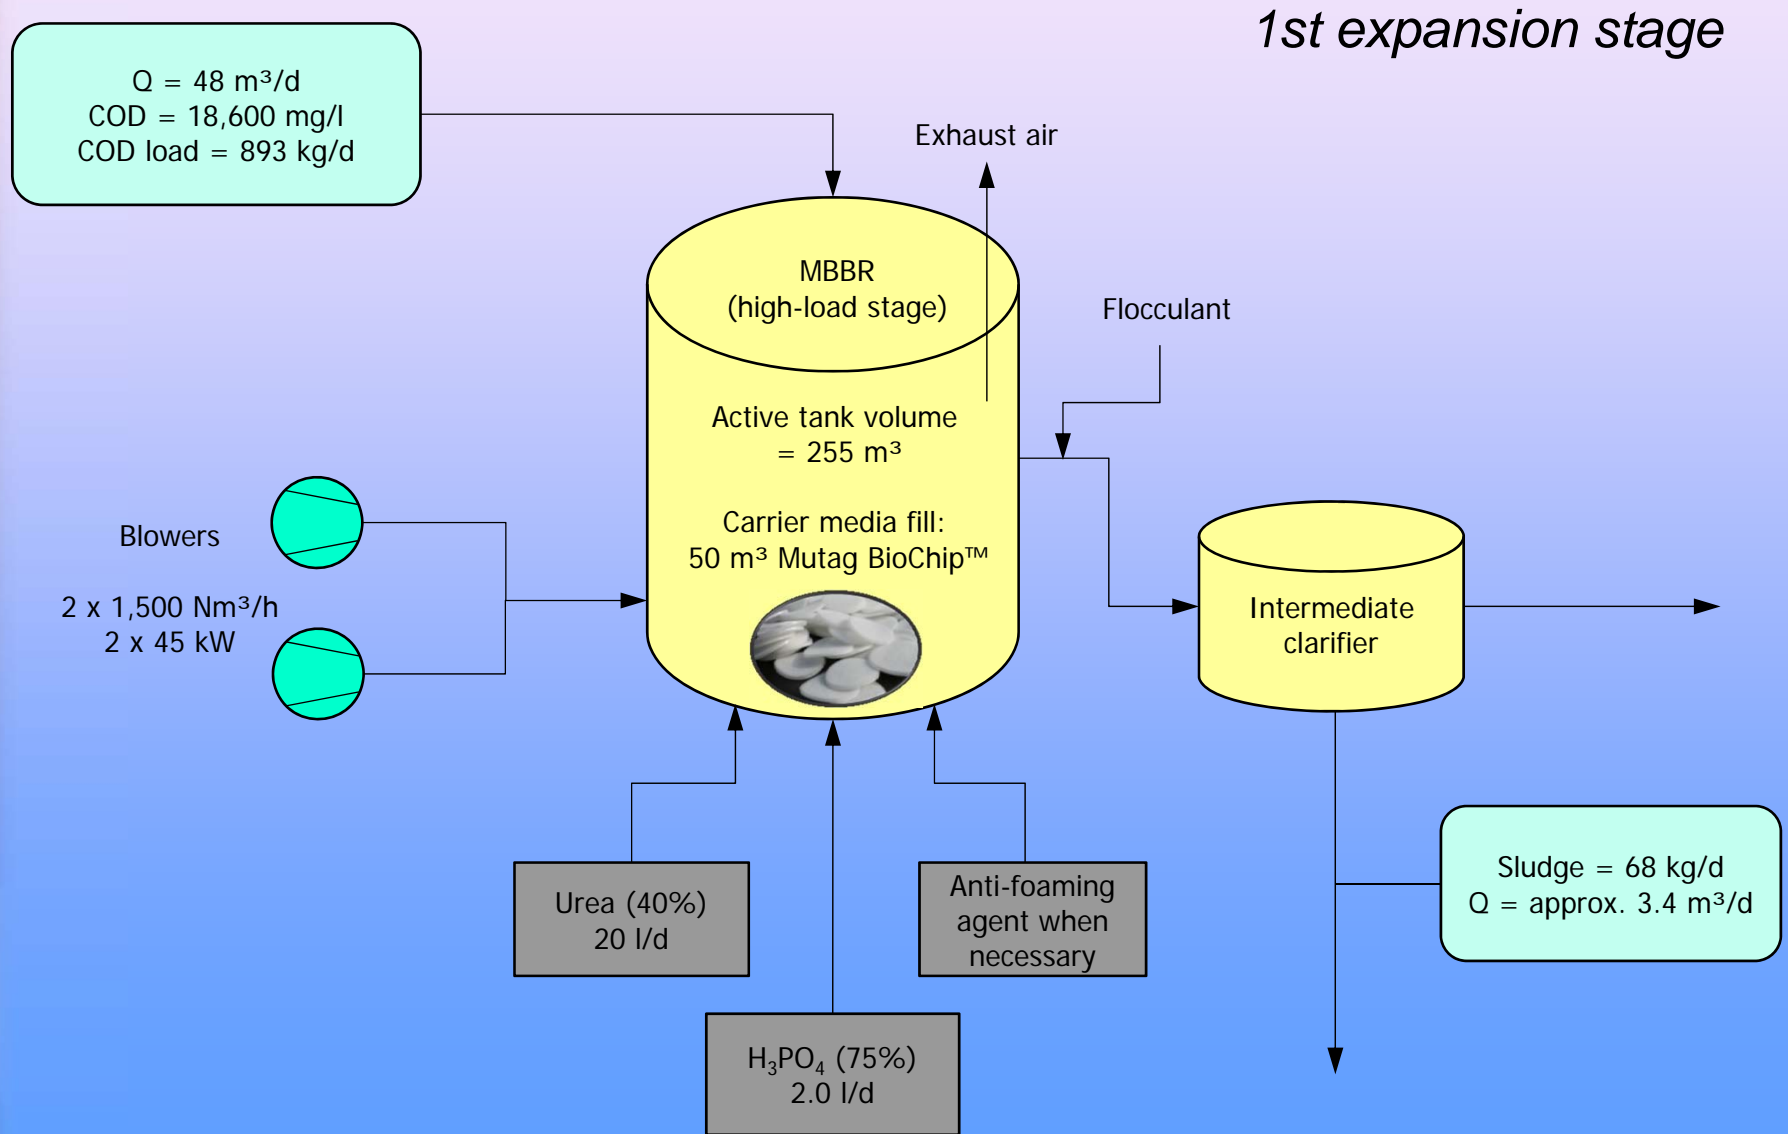 1st expansion stage
Q = 48 m³/d
COD = 18,600 mg/l
COD load = 893 kg/d
Exhaust air
MBBR
(high-load stage)
Flocculant
Active tank volume
= 255 m³
Carrier media fill:
50 m³ Mutag BioChip™
Blowers
2 x 1,500 Nm³/h
2 x 45 kW
Intermediate
clarifier
Urea (40%)
20 l/d
Anti-foaming
agent when
necessary
Sludge = 68 kg/d
Q = approx. 3.4 m³/d
H₃PO₄ (75%)
2.0 l/d